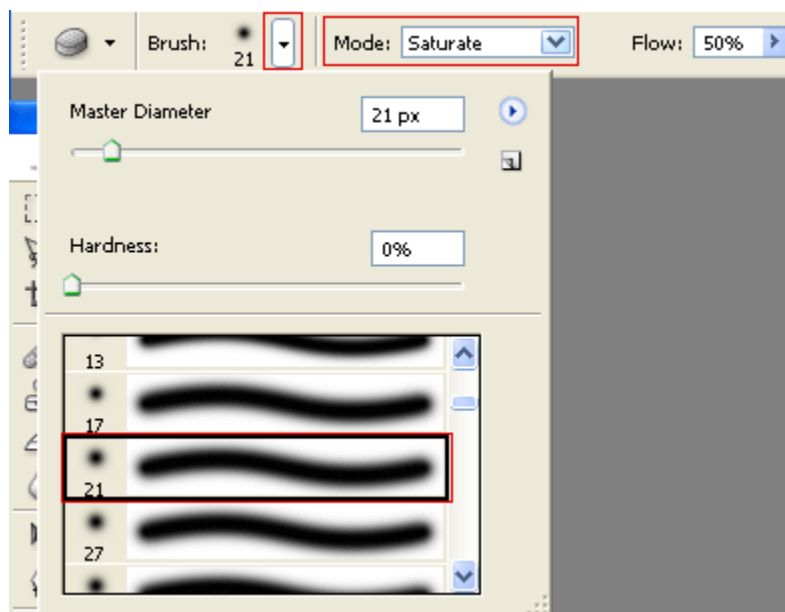 Brush: 21 Mode: Saturate Flow: 50%
Master Diameter 21 px
Hardness: 0%
13
17
21
27